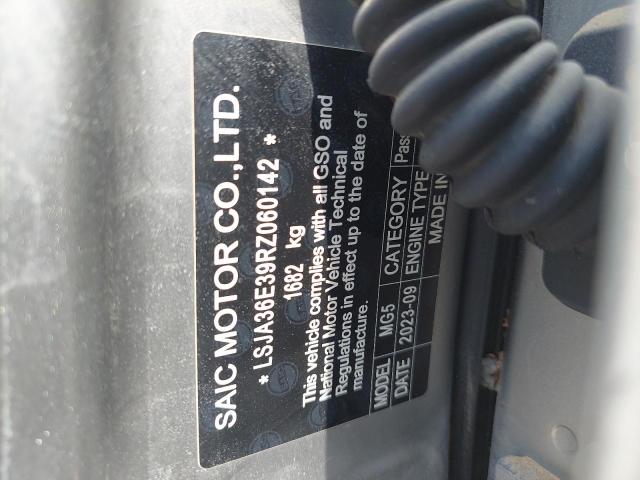 SAIC MOTOR CO.,LTD.
* LSJA36E39RZ060142 *
1682 kg
This vehicle complies with all GSO and
National Motor Vehicle Technical
Regulations in effect up to the date of
manufacture.
MODEL MG5 CATEGORY Pass
DATE 2023-09 ENGINE TYPE
MADE IN